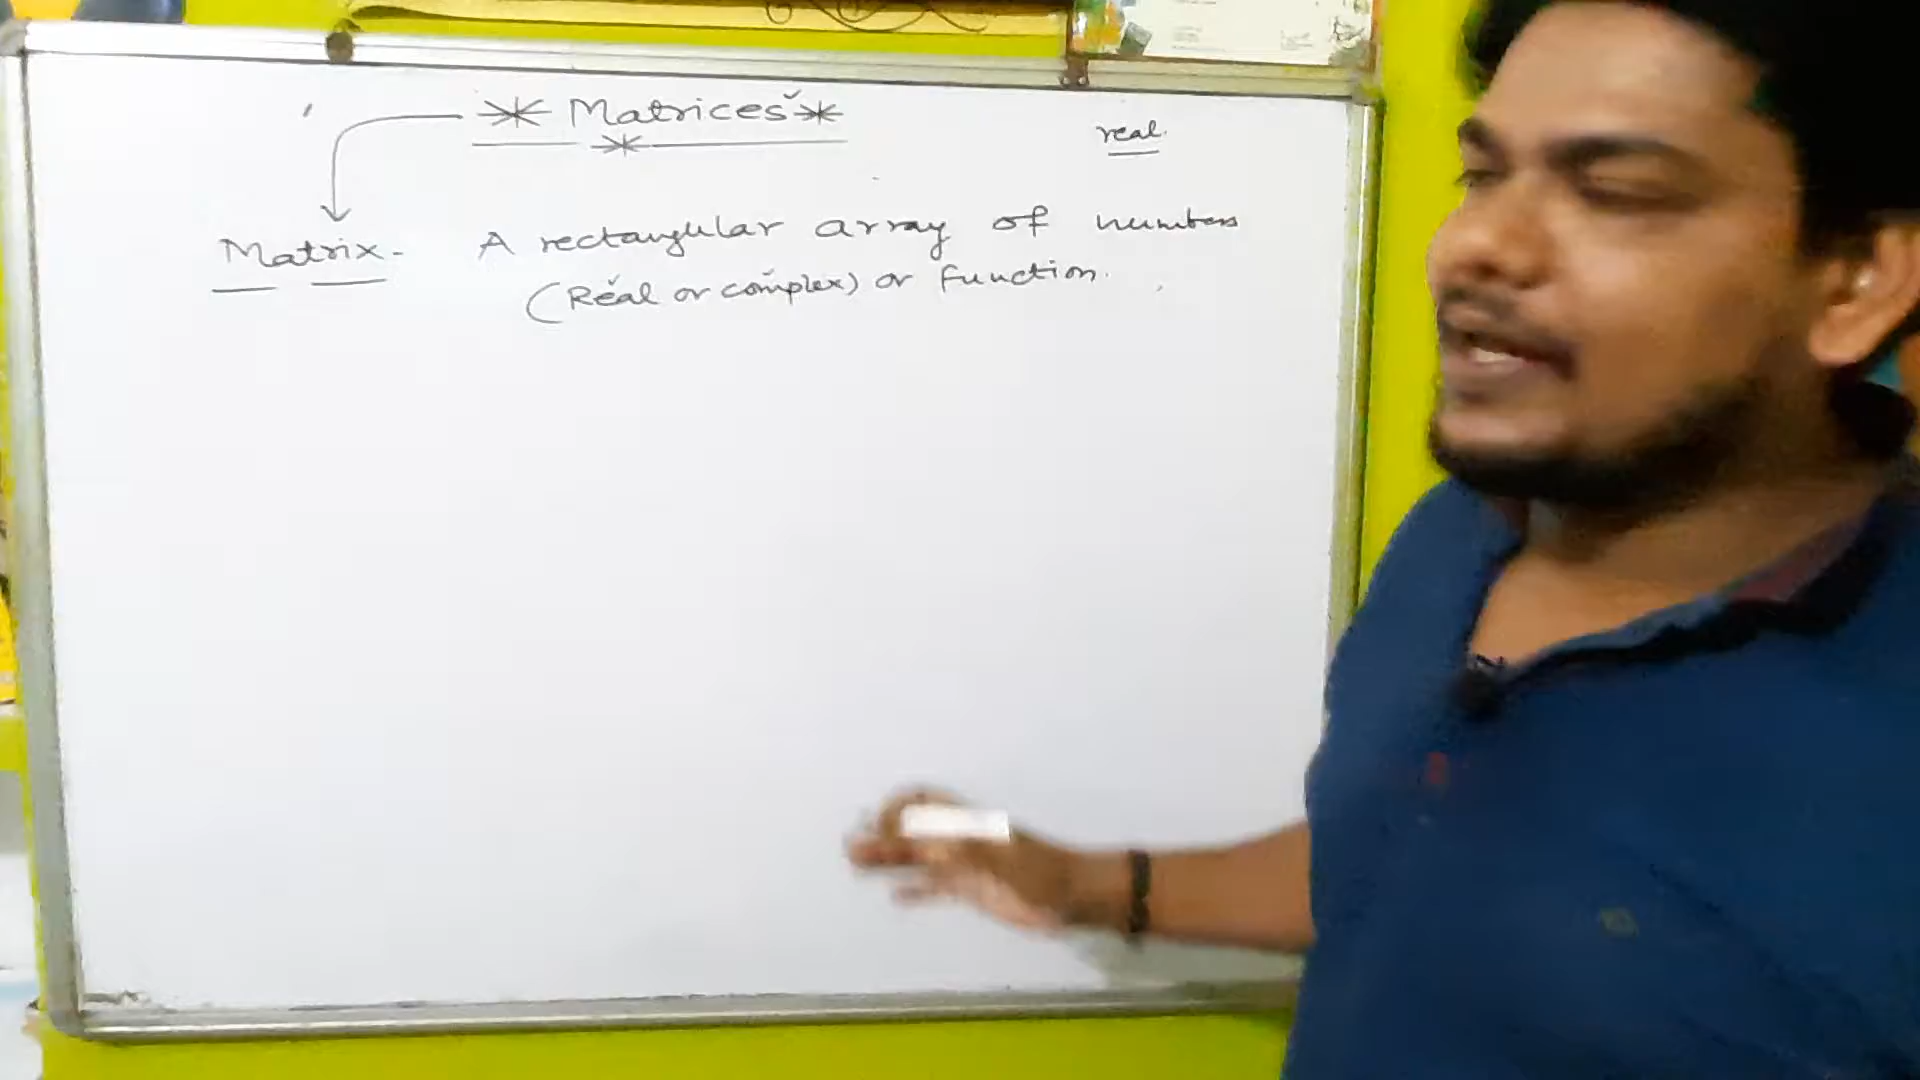 Matrices
real.
Matrix - A rectangular array of numbers
(Real or complex) or function.